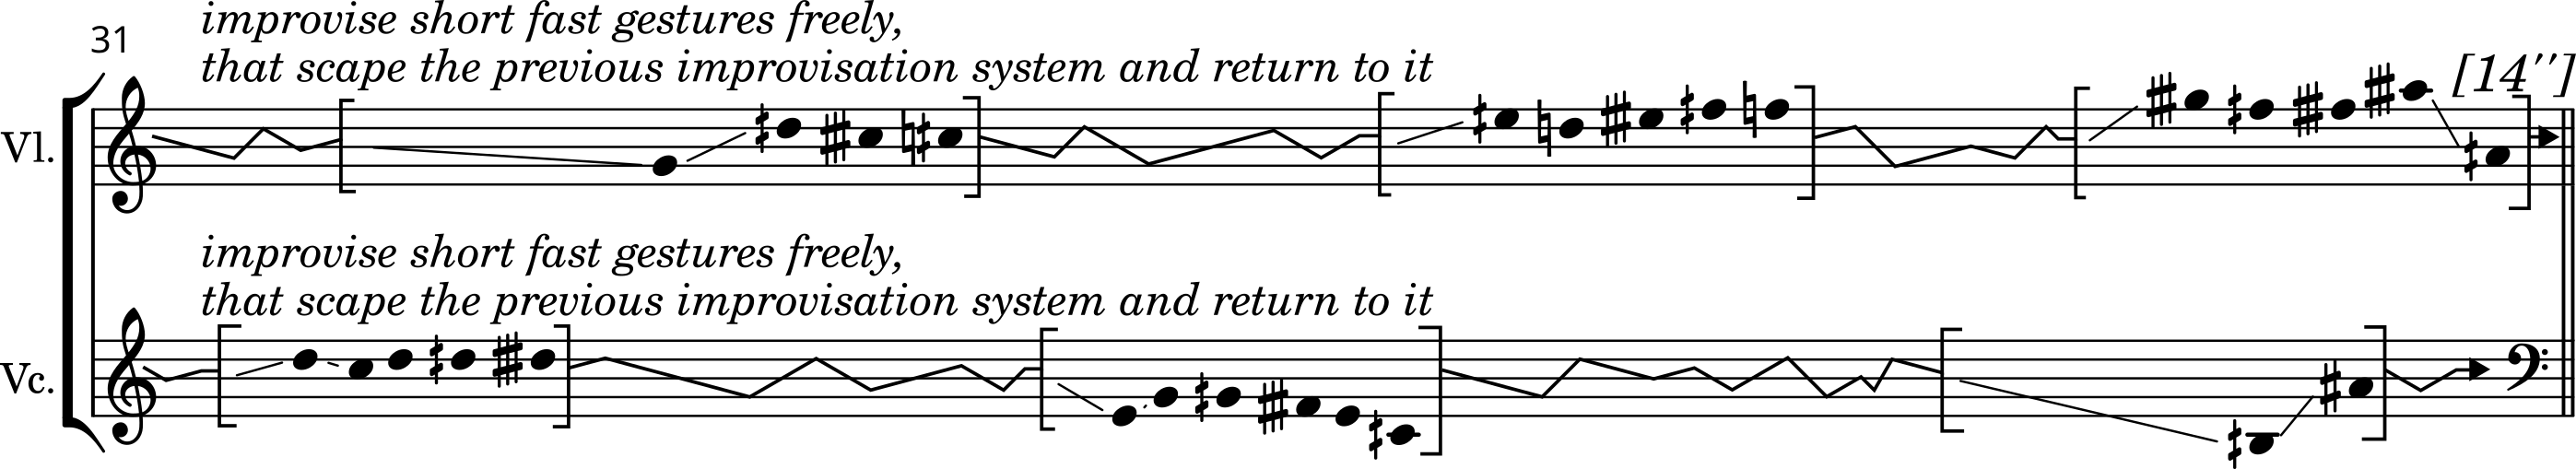 31
improvise short fast gestures freely,
that scape the previous improvisation system and return to it
[14'']
Vl.
improvise short fast gestures freely,
that scape the previous improvisation system and return to it
Vc.